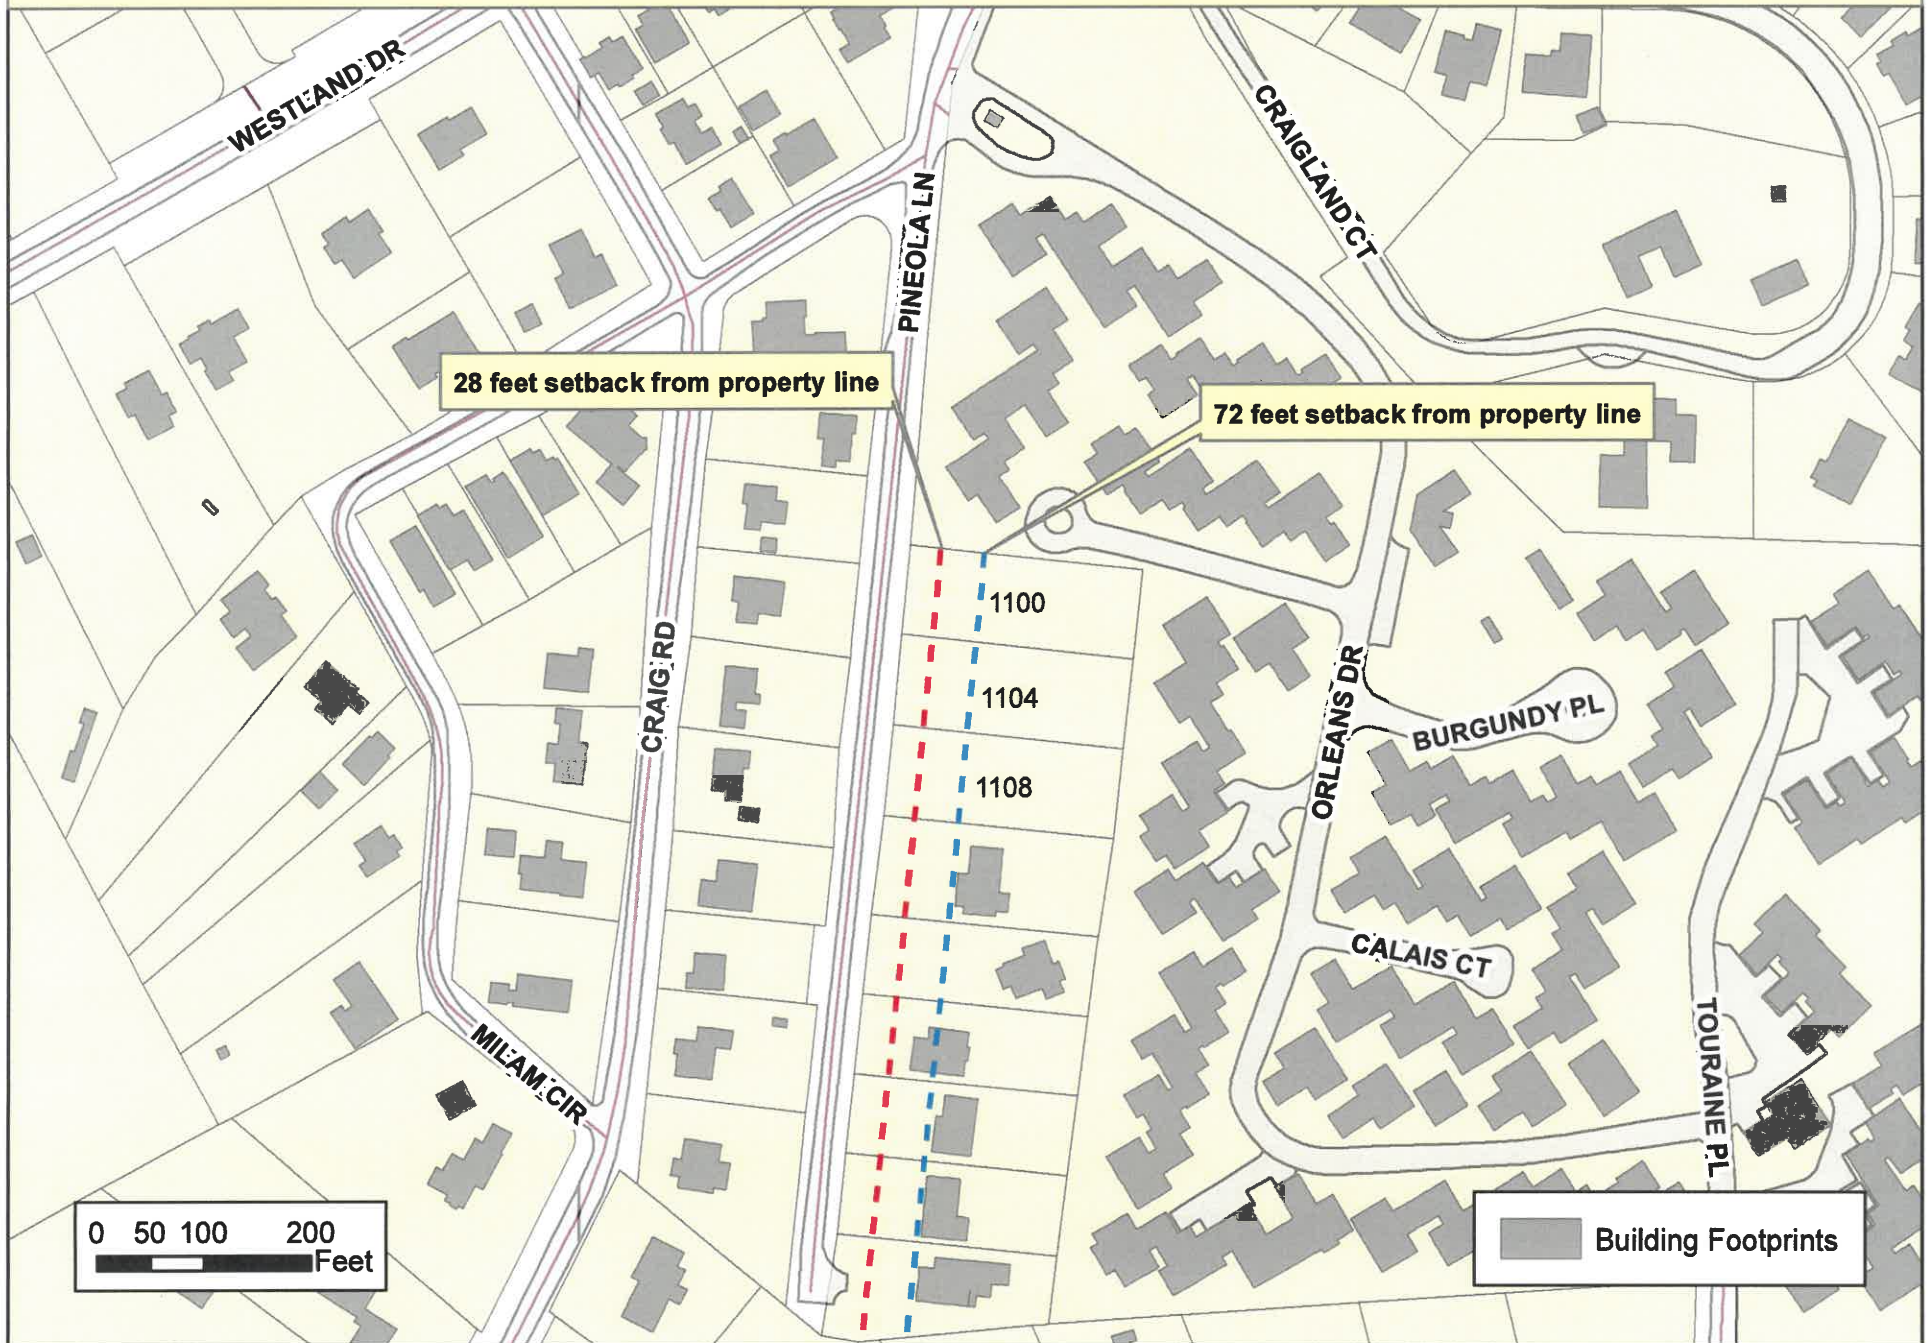 WESTLAND DR
CRAIGLAND CT
PINEOLA LN
28 feet setback from property line
72 feet setback from property line
1100
1104
1108
CRAIG RD
ORLEANS DR
BURGUNDY PL
CALAIS CT
MILAM CIR
TOURAINE PL
0 50 100 200
Feet
Building Footprints